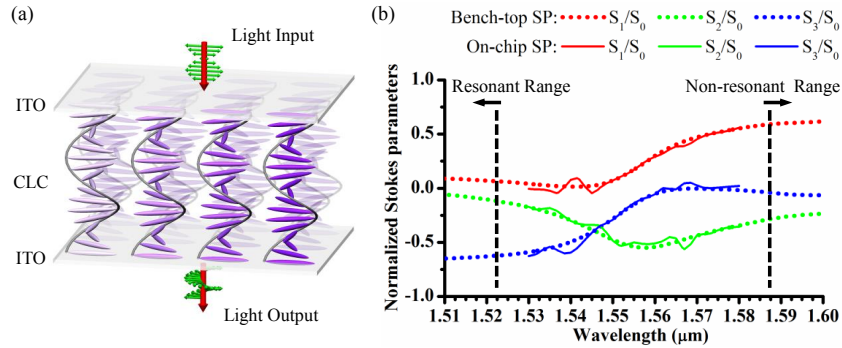 (a)
Light Input
ITO
CLC
ITO
Light Output
(b)
Bench-top SP: S₁/S₀ S₂/S₀ S₃/S₀
On-chip SP: S₁/S₀ S₂/S₀ S₃/S₀
Normalized Stokes parameters
1.0
0.5
0.0
-0.5
-1.0
Resonant Range
Non-resonant Range
1.51 1.52 1.53 1.54 1.55 1.56 1.57 1.58 1.59 1.60
Wavelength (μm)